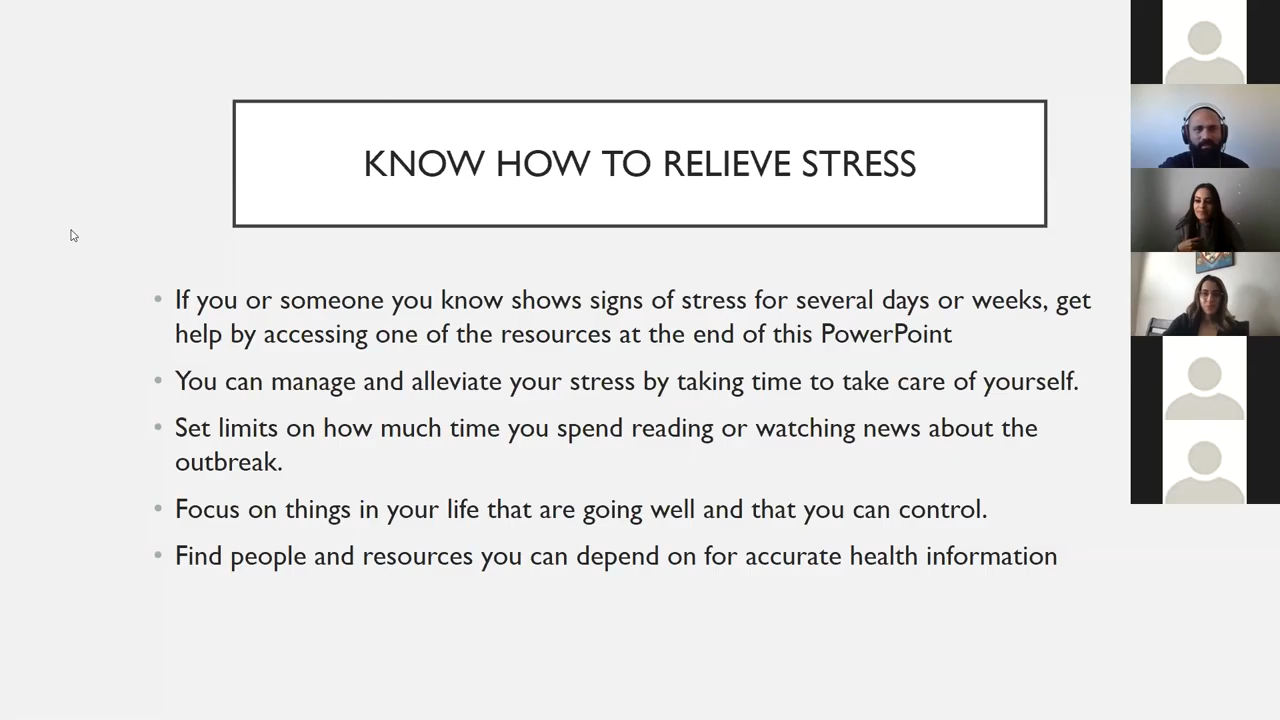 KNOW HOW TO RELIEVE STRESS
• If you or someone you know shows signs of stress for several days or weeks, get
help by accessing one of the resources at the end of this PowerPoint
• You can manage and alleviate your stress by taking time to take care of yourself.
• Set limits on how much time you spend reading or watching news about the
outbreak.
• Focus on things in your life that are going well and that you can control.
• Find people and resources you can depend on for accurate health information